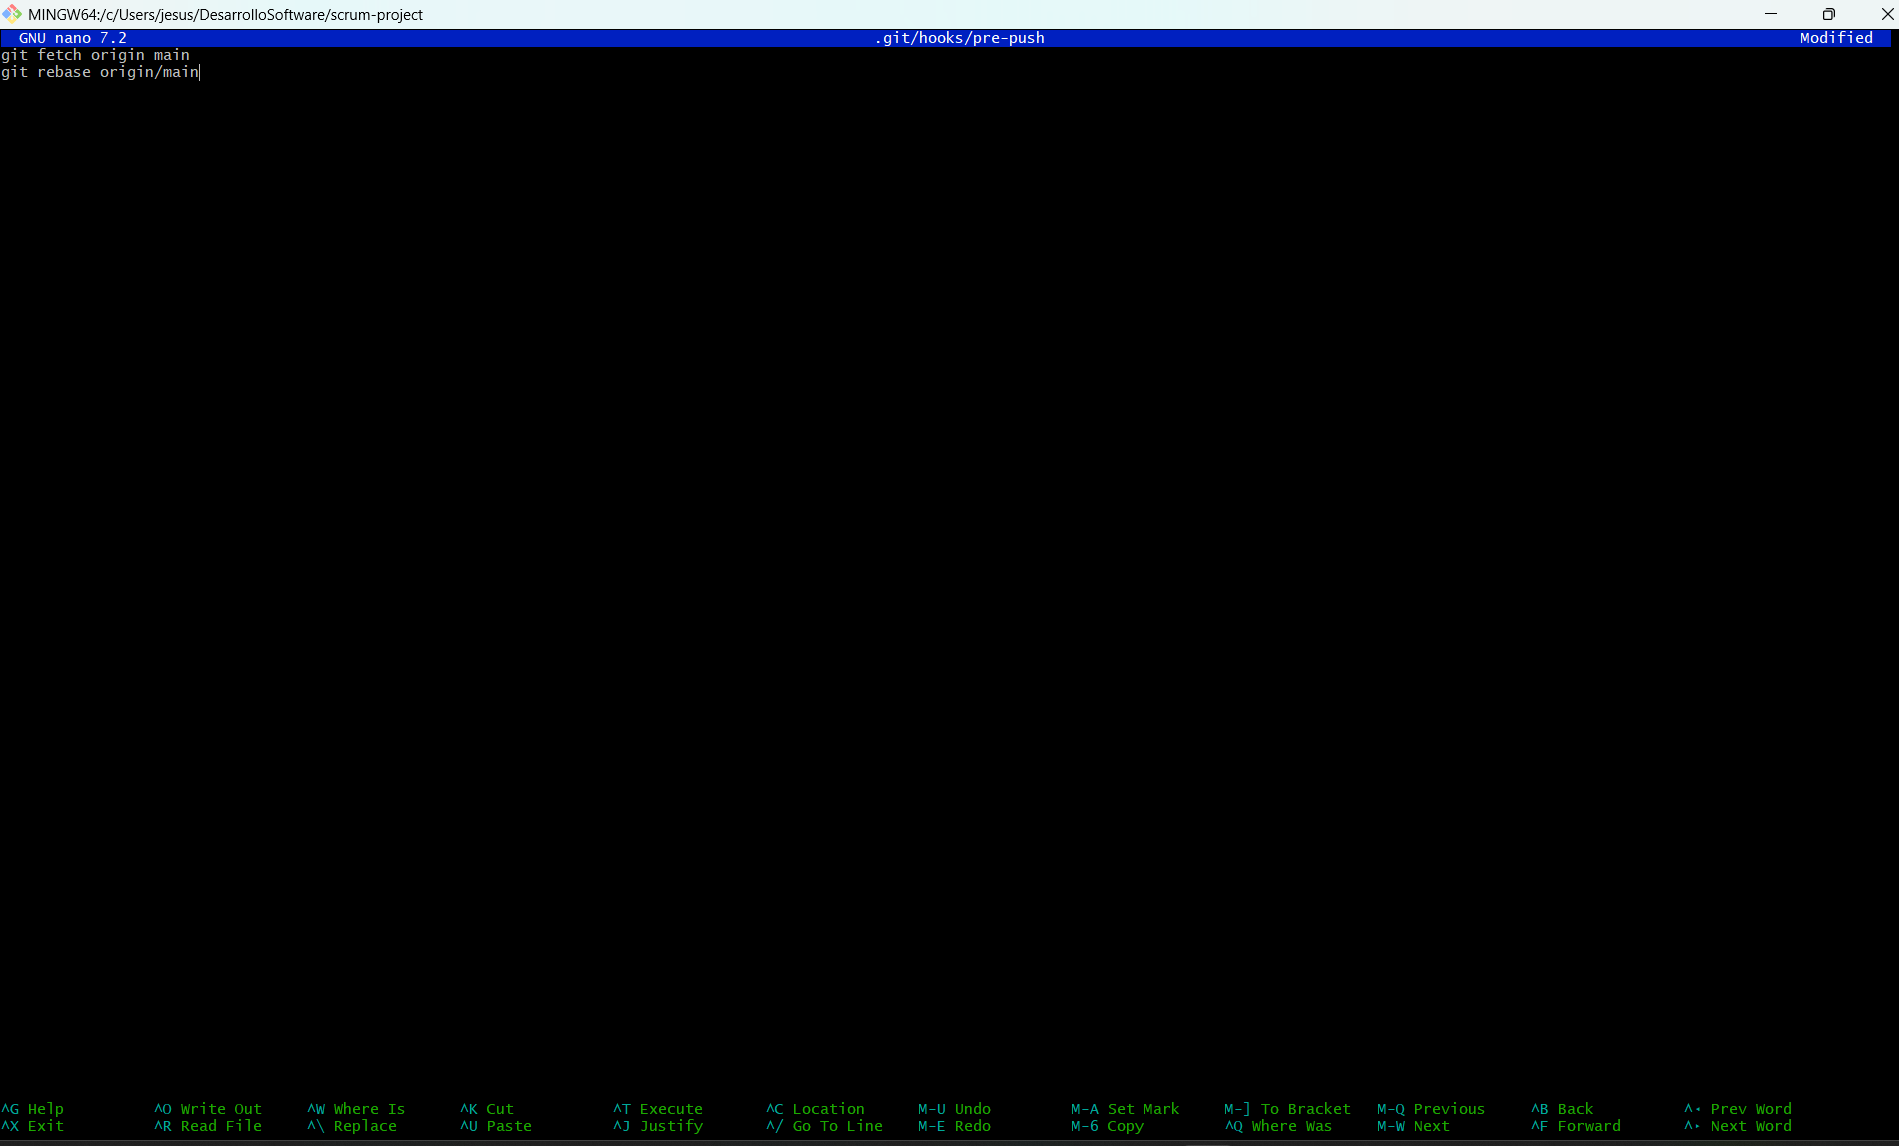 MINGW64:/c/Users/jesus/DesarrolloSoftware/scrum-project
GNU nano 7.2 .git/hooks/pre-push Modified
git fetch origin main
git rebase origin/main
^G Help ^O Write Out ^W Where Is ^K Cut ^T Execute ^C Location M-U Undo M-A Set Mark M-] To Bracket M-Q Previous ^B Back ^◂ Prev Word
^X Exit ^R Read File ^\ Replace ^U Paste ^J Justify ^/ Go To Line M-E Redo M-6 Copy ^Q Where Was M-W Next ^F Forward ^▸ Next Word